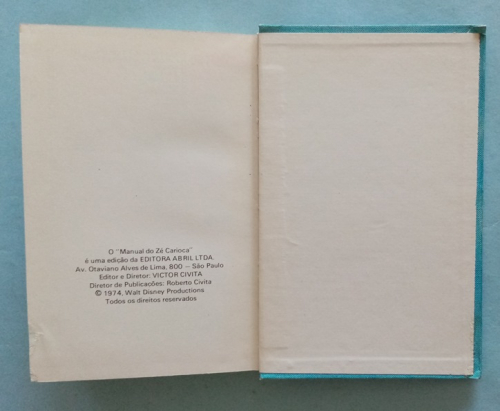 O "Manual do Zé Carioca"
é uma edição da EDITORA ABRIL LTDA.
Av. Otaviano Alves de Lima, 800 — São Paulo
Editor e Diretor: VICTOR CIVITA
Diretor de Publicações: Roberto Civita
© 1974, Walt Disney Productions
Todos os direitos reservados